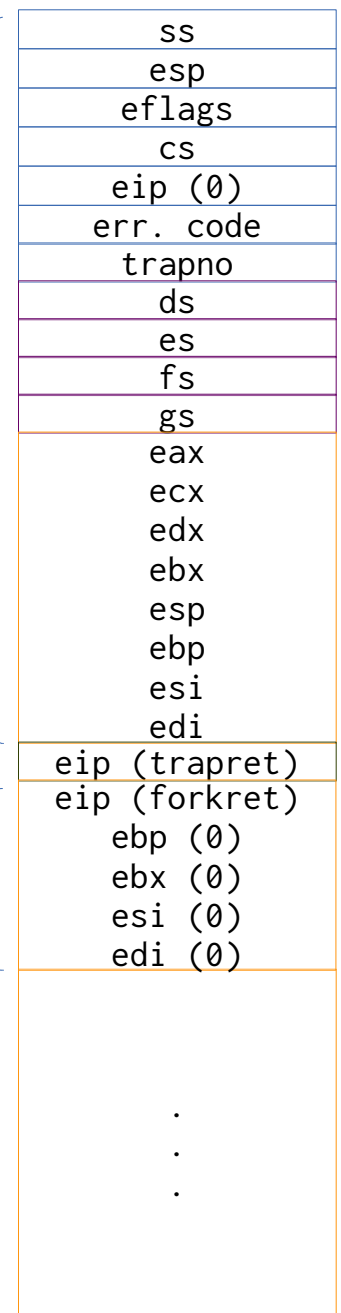 ss
esp
eflags
cs
eip (0)
err. code
trapno
ds
es
fs
gs
eax
ecx
edx
ebx
esp
ebp
esi
edi
eip (trapret)
eip (forkret)
ebp (0)
ebx (0)
esi (0)
edi (0)
.
.
.